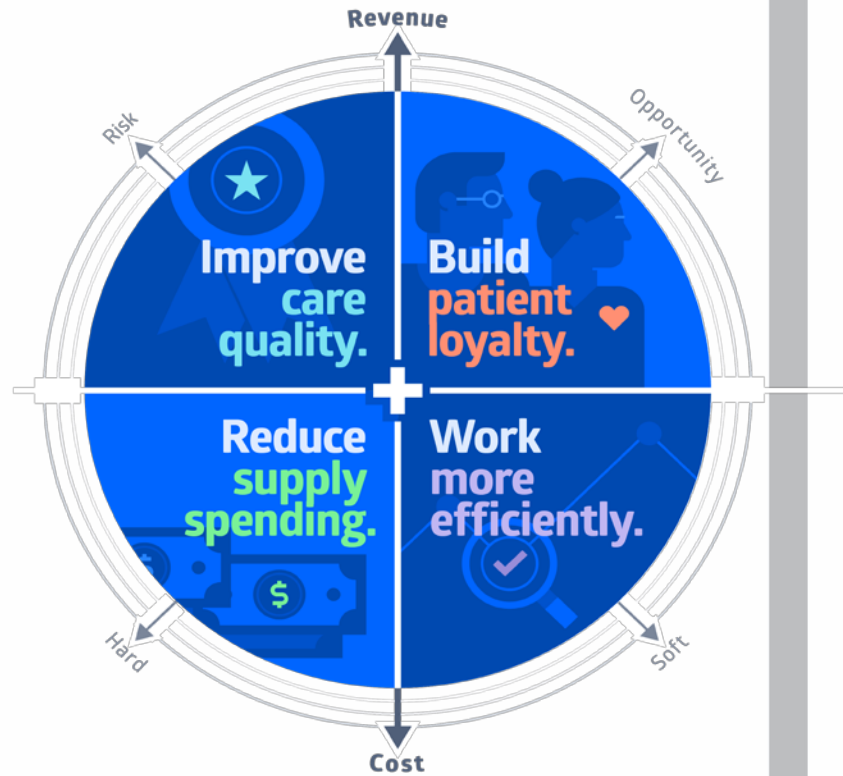 Revenue
Risk
Opportunity
Improve
care
quality.
Build
patient
loyalty.
Reduce
supply
spending.
Work
more
efficiently.
$
$
Hard
Soft
Cost